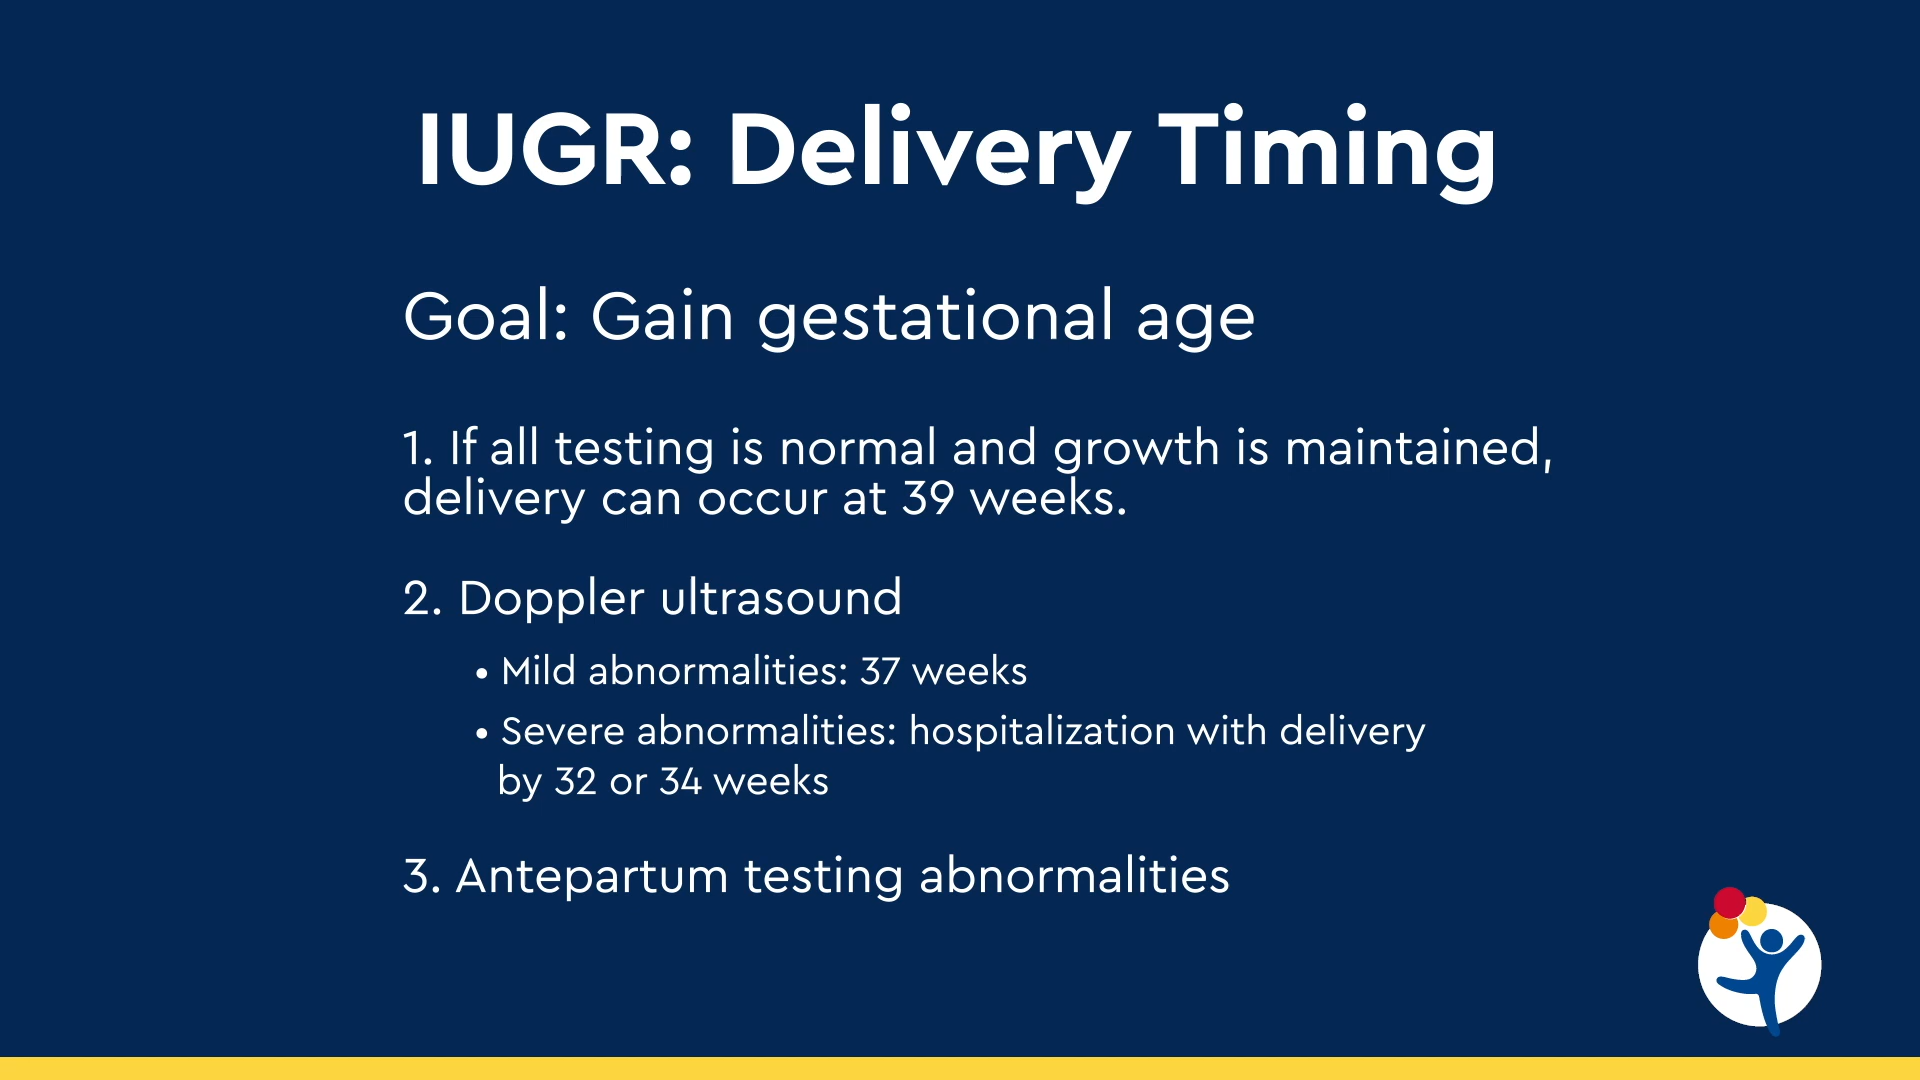 IUGR: Delivery Timing
Goal: Gain gestational age
1. If all testing is normal and growth is maintained,
delivery can occur at 39 weeks.
2. Doppler ultrasound
• Mild abnormalities: 37 weeks
• Severe abnormalities: hospitalization with delivery
by 32 or 34 weeks
3. Antepartum testing abnormalities